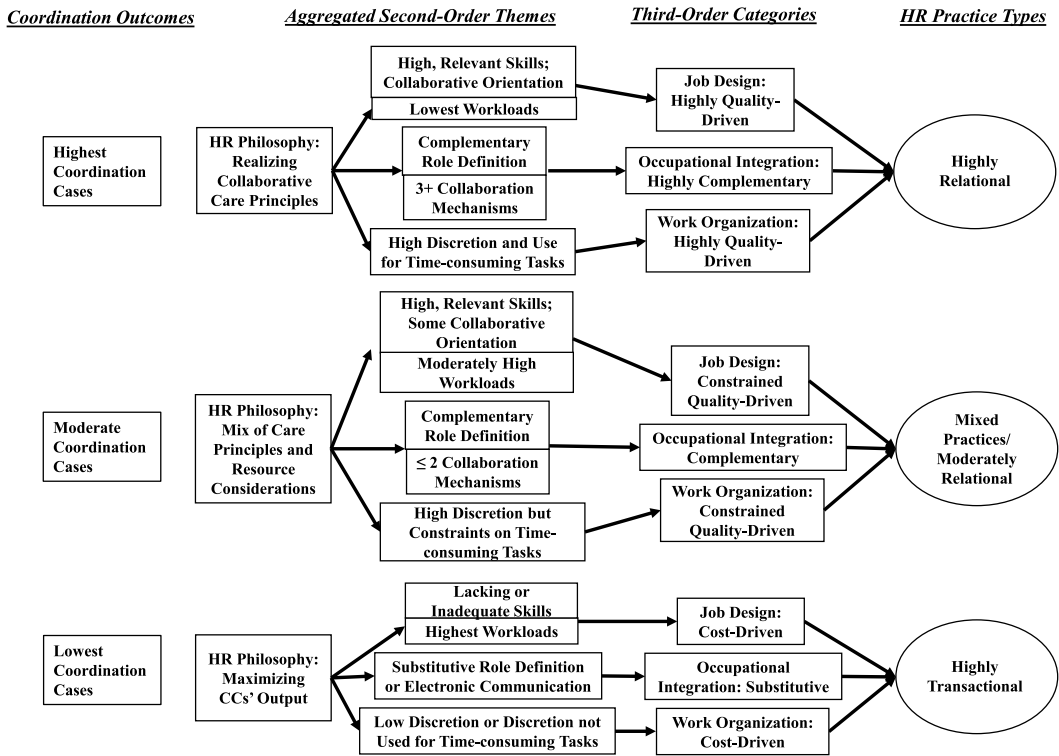 Coordination Outcomes
Aggregated Second-Order Themes
Third-Order Categories
HR Practice Types
Highest
Coordination
Cases
HR Philosophy:
Realizing
Collaborative
Care Principles
High, Relevant Skills;
Collaborative Orientation
Lowest Workloads
Complementary
Role Definition
3+ Collaboration
Mechanisms
High Discretion and Use
for Time-consuming Tasks
Job Design:
Highly Quality-
Driven
Occupational Integration:
Highly Complementary
Work Organization:
Highly Quality-
Driven
Highly
Relational
Moderate
Coordination
Cases
HR Philosophy:
Mix of Care
Principles and
Resource
Considerations
High, Relevant Skills;
Some Collaborative
Orientation
Moderately High
Workloads
Complementary
Role Definition
≤ 2 Collaboration
Mechanisms
High Discretion but
Constraints on Time-
consuming Tasks
Job Design:
Constrained
Quality-Driven
Occupational Integration:
Complementary
Work Organization:
Constrained
Quality-Driven
Mixed
Practices/
Moderately
Relational
Lowest
Coordination
Cases
HR Philosophy:
Maximizing
CCs’ Output
Lacking or
Inadequate Skills
Highest Workloads
Substitutive Role Definition
or Electronic Communication
Low Discretion or Discretion not
Used for Time-consuming Tasks
Job Design:
Cost-Driven
Occupational
Integration: Substitutive
Work Organization:
Cost-Driven
Highly
Transactional